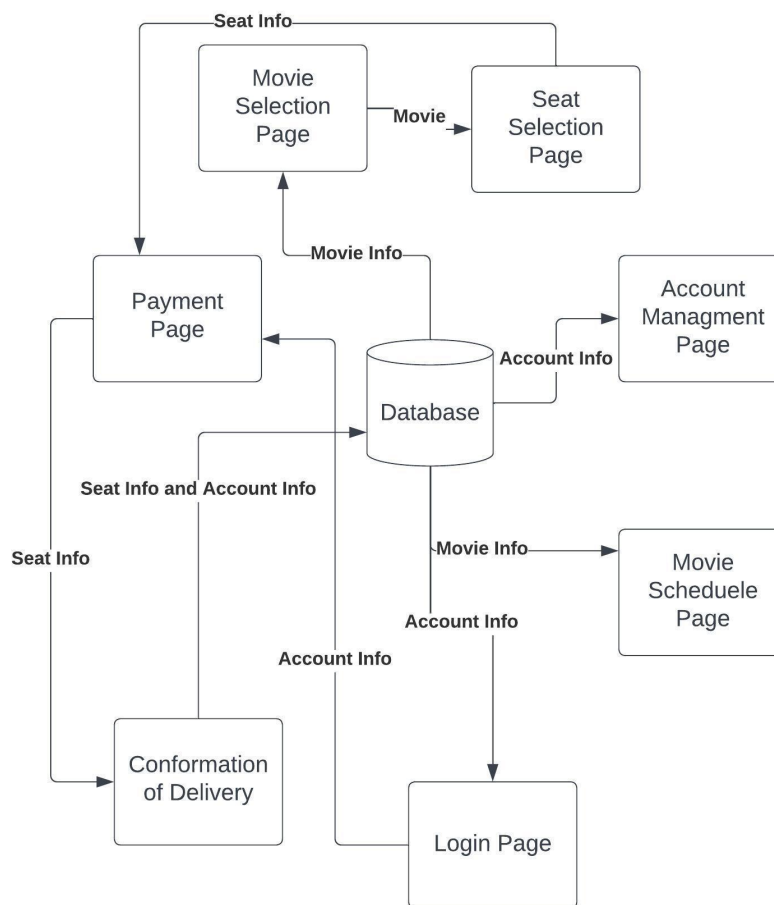 Seat Info
Movie
Selection
Page
Movie
Seat
Selection
Page
Movie Info
Payment
Page
Account
Managment
Page
Account Info
Database
Seat Info and Account Info
Seat Info
Movie Info
Movie
Scheduele
Page
Account Info
Account Info
Conformation
of Delivery
Login Page